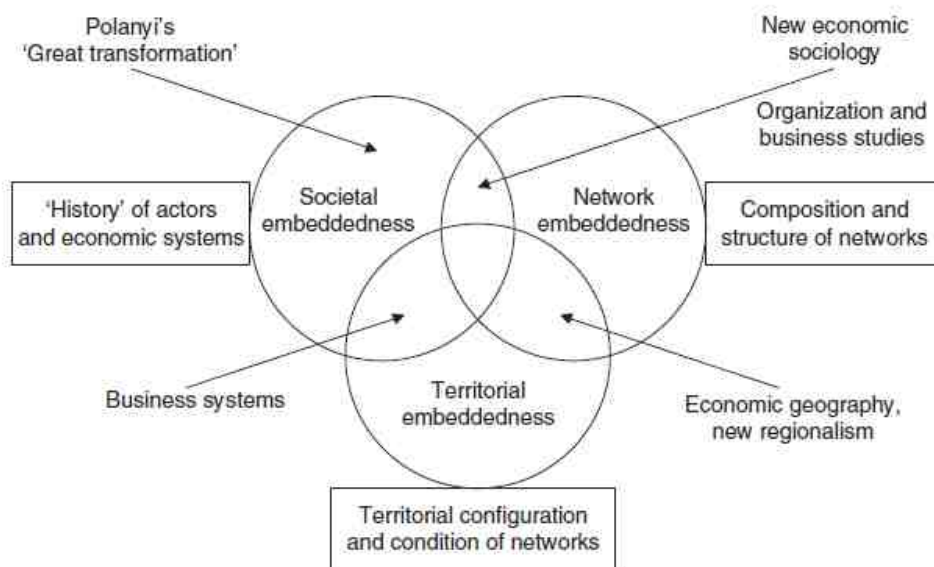 Polanyi's
'Great transformation'
New economic
sociology
Organization and
business studies
Societal
embeddedness
Network
embeddedness
'History' of actors
and economic systems
Composition and
structure of networks
Business systems
Territorial
embeddedness
Economic geography,
new regionalism
Territorial configuration
and condition of networks